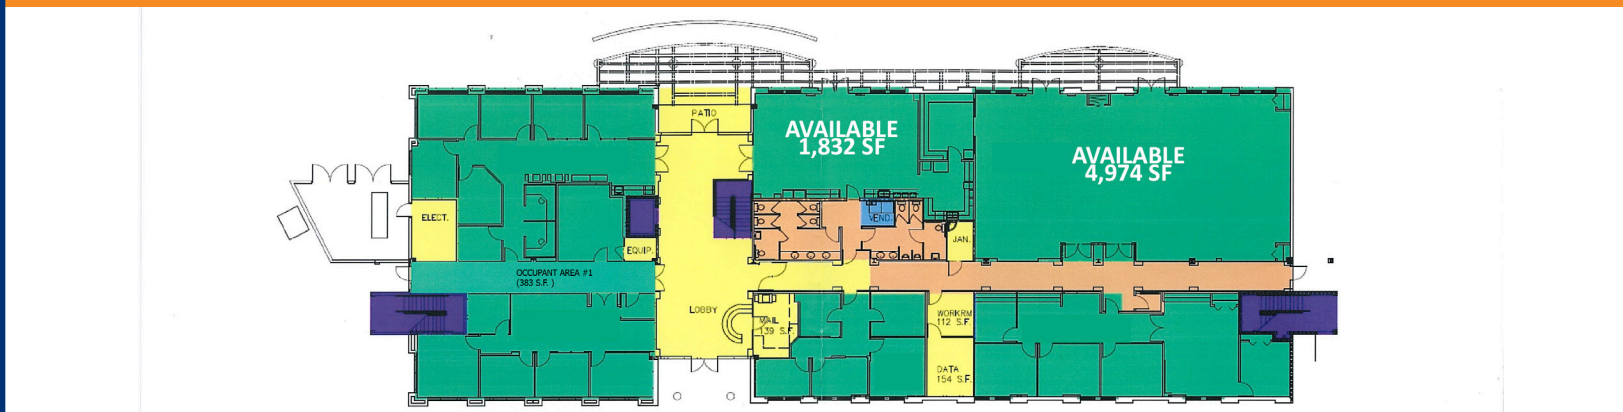 PATIO
AVAILABLE
1,832 SF
AVAILABLE
4,974 SF
ELECT.
VEND.
JAN.
EQUIP.
OCCUPANT AREA #1
(383 S.F.)
LOBBY
MAIL
139 S.F.
WORKRM
112 S.F.
DATA
154 S.F.